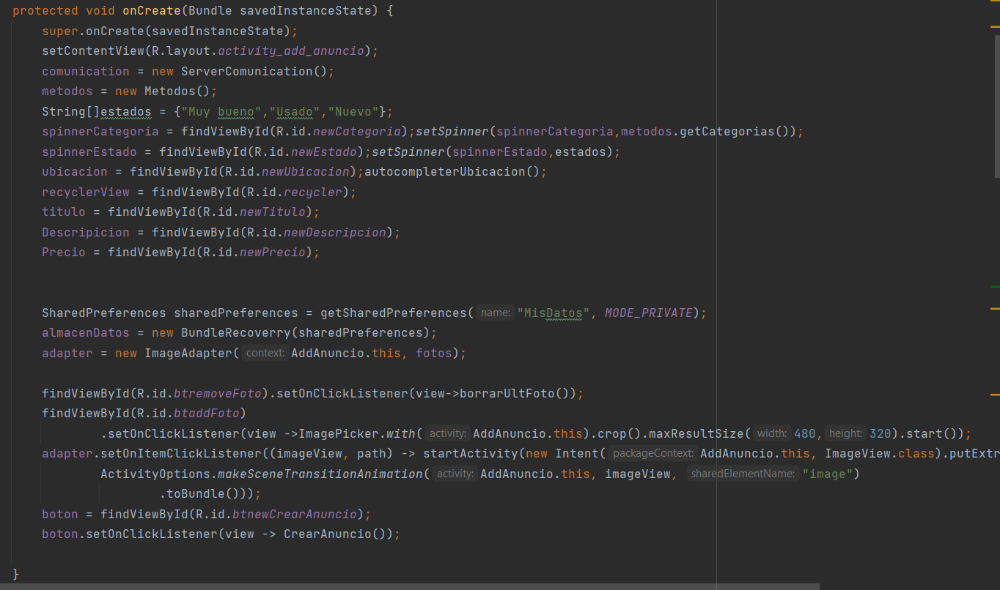 protected void onCreate(Bundle savedInstanceState) {
super.onCreate(savedInstanceState);
setContentView(R.layout.activity_add_anuncio);
comunication = new ServerComunication();
metodos = new Metodos();
String[]estados = {"Muy bueno","Usado","Nuevo"};
spinnerCategoria = findViewById(R.id.newCategoria);setSpinner(spinnerCategoria,metodos.getCategorias());
spinnerEstado = findViewById(R.id.newEstado);setSpinner(spinnerEstado,estados);
ubicacion = findViewById(R.id.newUbicacion);autocompleterUbicacion();
recyclerView = findViewById(R.id.recycler);
titulo = findViewById(R.id.newTitulo);
Descripicion = findViewById(R.id.newDescripcion);
Precio = findViewById(R.id.newPrecio);
SharedPreferences sharedPreferences = getSharedPreferences( name: "MisDatos", MODE_PRIVATE);
almacenDatos = new BundleRecoverry(sharedPreferences);
adapter = new ImageAdapter( context: AddAnuncio.this, fotos);
findViewById(R.id.btremoveFoto).setOnClickListener(view->borrarUltFoto());
findViewById(R.id.btaddFoto)
.setOnClickListener(view ->ImagePicker.with( activity: AddAnuncio.this).crop().maxResultSize( width: 480, height: 320).start());
adapter.setOnItemClickListener((imageView, path) -> startActivity(new Intent( packageContext: AddAnuncio.this, ImageView.class).putExtr
ActivityOptions.makeSceneTransitionAnimation( activity: AddAnuncio.this, imageView, sharedElementName: "image")
.toBundle()));
boton = findViewById(R.id.btnewCrearAnuncio);
boton.setOnClickListener(view -> CrearAnuncio());
}